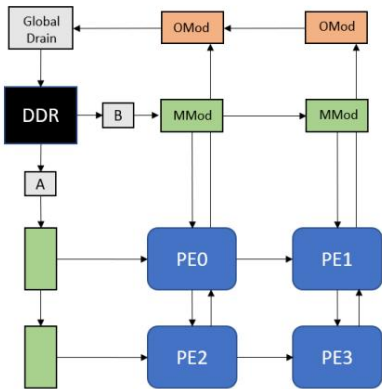 Global
Drain
OMod
OMod
DDR
B
MMod
MMod
A
PE0
PE1
PE2
PE3